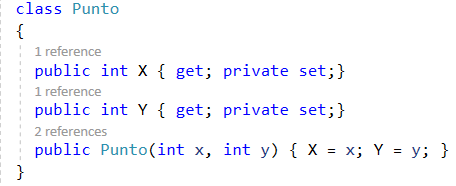 class Punto
{
1 reference
public int X { get; private set;}
1 reference
public int Y { get; private set;}
2 references
public Punto(int x, int y) { X = x; Y = y; }
}